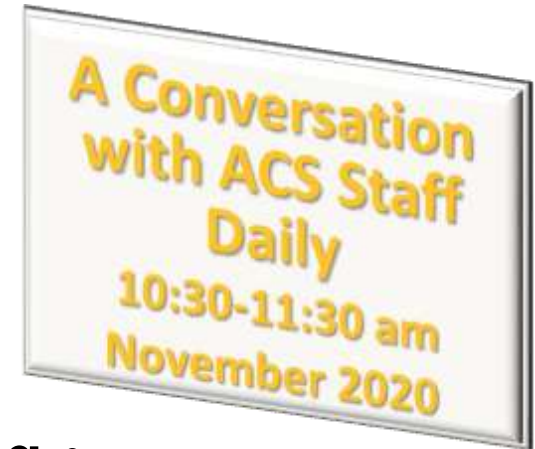 A Conversation
with ACS Staff
Daily
10:30-11:30 am
November 2020